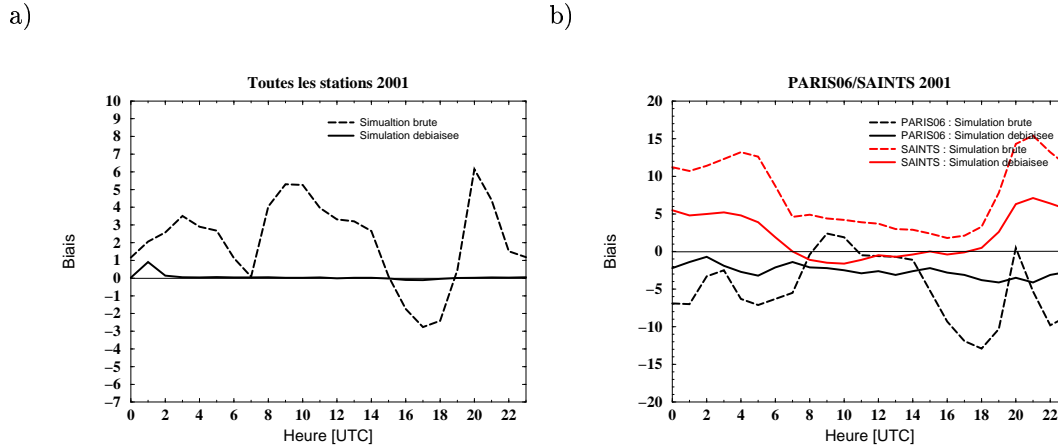 a)
b)
Toutes les stations 2001
10
9
8
7
6
5
4
3
2
1
0
−1
−2
−3
−4
−5
−6
−7
Biais
Simualtion brute
Simulation debiaisee
0 2 4 6 8 10 12 14 16 18 20 22
Heure [UTC]
PARIS06/SAINTS 2001
20
15
10
5
0
−5
−10
−15
−20
Biais
PARIS06 : Simulation brute
PARIS06 : Simulation debiaisee
SAINTS : Simulation brute
SAINTS : Simulation debiaisee
0 2 4 6 8 10 12 14 16 18 20 22
Heure [UTC]